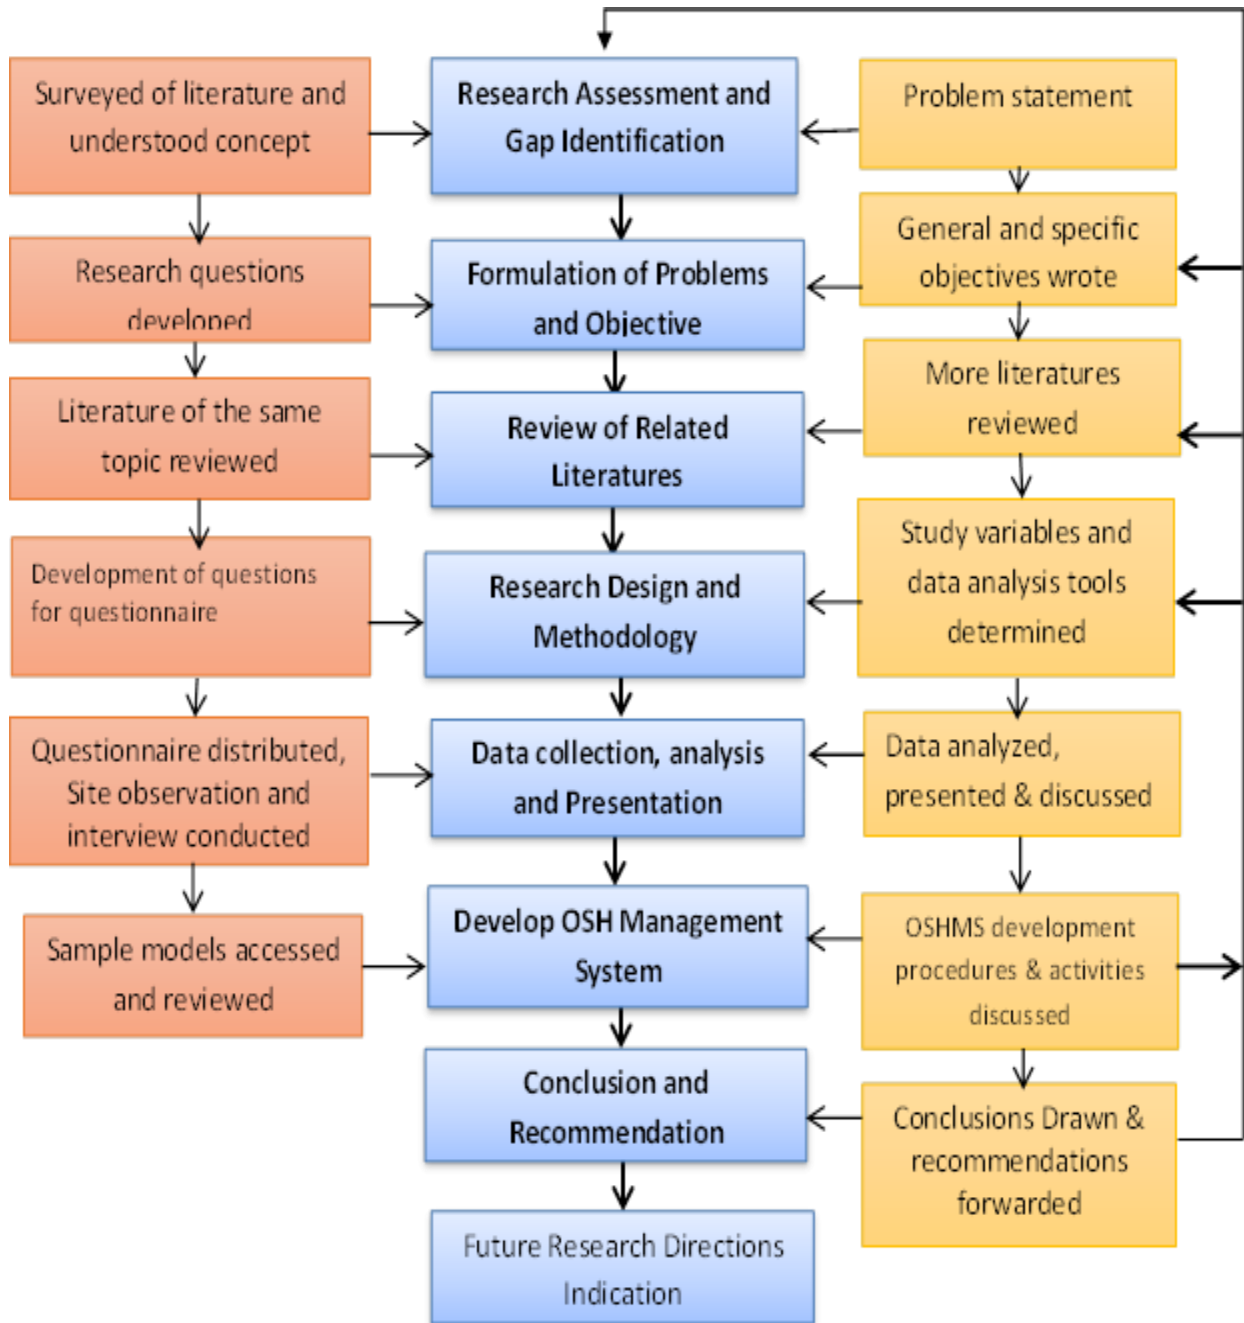 Surveyed of literature and
understood concept
Research Assessment and
Gap Identification
Problem statement
Research questions
developed
Formulation of Problems
and Objective
General and specific
objectives wrote
Literature of the same
topic reviewed
Review of Related
Literatures
More literatures
reviewed
Development of questions
for questionnaire
Research Design and
Methodology
Study variables and
data analysis tools
determined
Questionnaire distributed,
Site observation and
interview conducted
Data collection, analysis
and Presentation
Data analyzed,
presented & discussed
Sample models accessed
and reviewed
Develop OSH Management
System
OSHMS development
procedures & activities
discussed
Conclusion and
Recommendation
Conclusions Drawn &
recommendations
forwarded
Future Research Directions
Indication